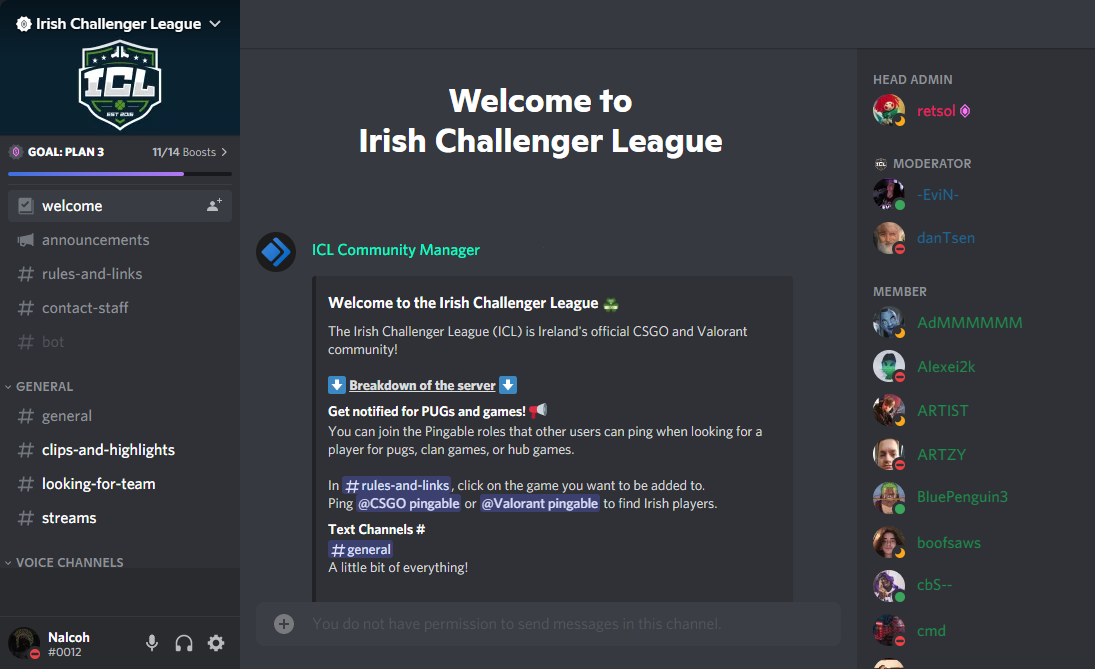 Irish Challenger League
ICL
EST 2016
GOAL: PLAN 3
11/14 Boosts
welcome
announcements
# rules-and-links
# contact-staff
# bot
GENERAL
# general
# clips-and-highlights
# looking-for-team
# streams
VOICE CHANNELS
Nalcoh
#0012
Welcome to
Irish Challenger League
ICL Community Manager
Welcome to the Irish Challenger League
The Irish Challenger League (ICL) is Ireland's official CSGO and Valorant
community!
Breakdown of the server
Get notified for PUGs and games!
You can join the Pingable roles that other users can ping when looking for a
player for pugs, clan games, or hub games.
In #rules-and-links, click on the game you want to be added to.
Ping @CSGO pingable or @Valorant pingable to find Irish players.
Text Channels #
#general
A little bit of everything!
You do not have permission to send messages in this channel.
HEAD ADMIN
retsol
ICL MODERATOR
-EviN-
danTsen
MEMBER
AdMMMMMM
Alexei2k
ARTIST
ARTZY
BluePenguin3
boofsaws
cbS--
cmd